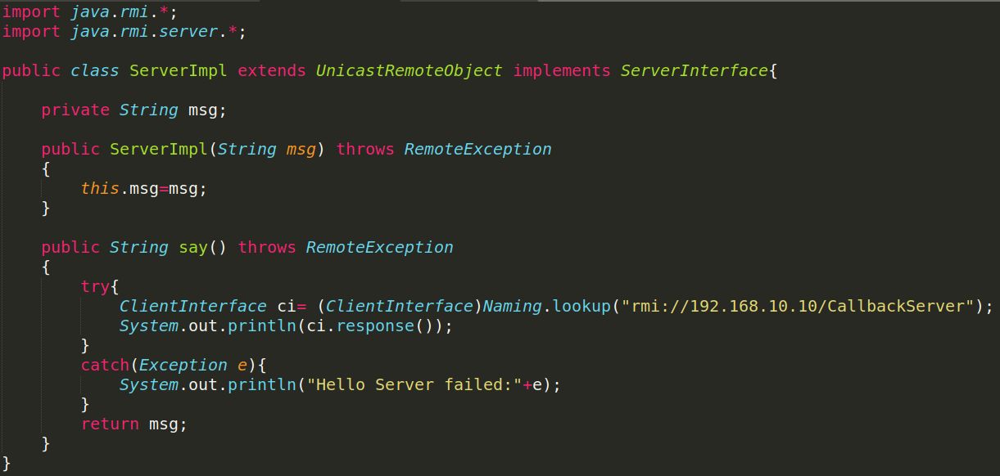 import java.rmi.*;
import java.rmi.server.*;
public class ServerImpl extends UnicastRemoteObject implements ServerInterface{
private String msg;
public ServerImpl(String msg) throws RemoteException
{
this.msg=msg;
}
public String say() throws RemoteException
{
try{
ClientInterface ci= (ClientInterface)Naming.lookup("rmi://192.168.10.10/CallbackServer");
System.out.println(ci.response());
}
catch(Exception e){
System.out.println("Hello Server failed:"+e);
}
return msg;
}
}